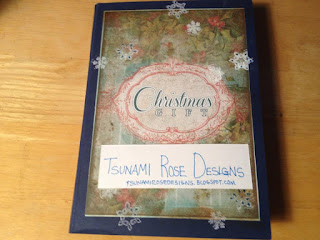 Christmas
GIFT
TSUNAMI ROSE DESIGNS
TSUNAMIROSEDESIGNS.BLOGSPOT.COM